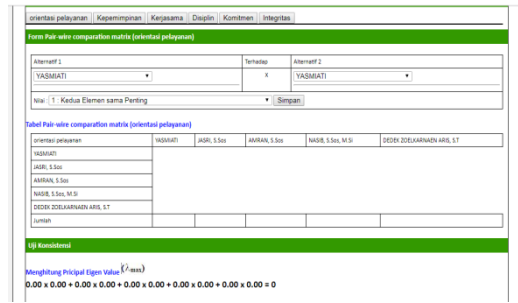 orientasi pelayanan Kepemimpinan Kerjasama Disiplin Komitmen Integritas
Form Pair-wire comparation matrix (orientasi pelayanan)
Alternatif 1 Terhadap Alternatif 2
YASMIATI x YASMIATI
Nilai : 1 : Kedua Elemen sama Penting Simpan
Tabel Pair-wire comparation matrix (orientasi pelayanan)
orientasi pelayanan YASMIATI JASRI, S.Sos AMRAN, S.Sos NASIB, S.Sos, M.Si DEDEK ZOELKARNAEN ARIS, S.T
YASMIATI
JASRI, S.Sos
AMRAN, S.Sos
NASIB, S.Sos, M.Si
DEDEK ZOELKARNAEN ARIS, S.T
Jumlah
Uji Konsistensi
Menghitung Pricipal Eigen Value (λmax)
0.00 x 0.00 + 0.00 x 0.00 + 0.00 x 0.00 + 0.00 x 0.00 + 0.00 x 0.00 = 0